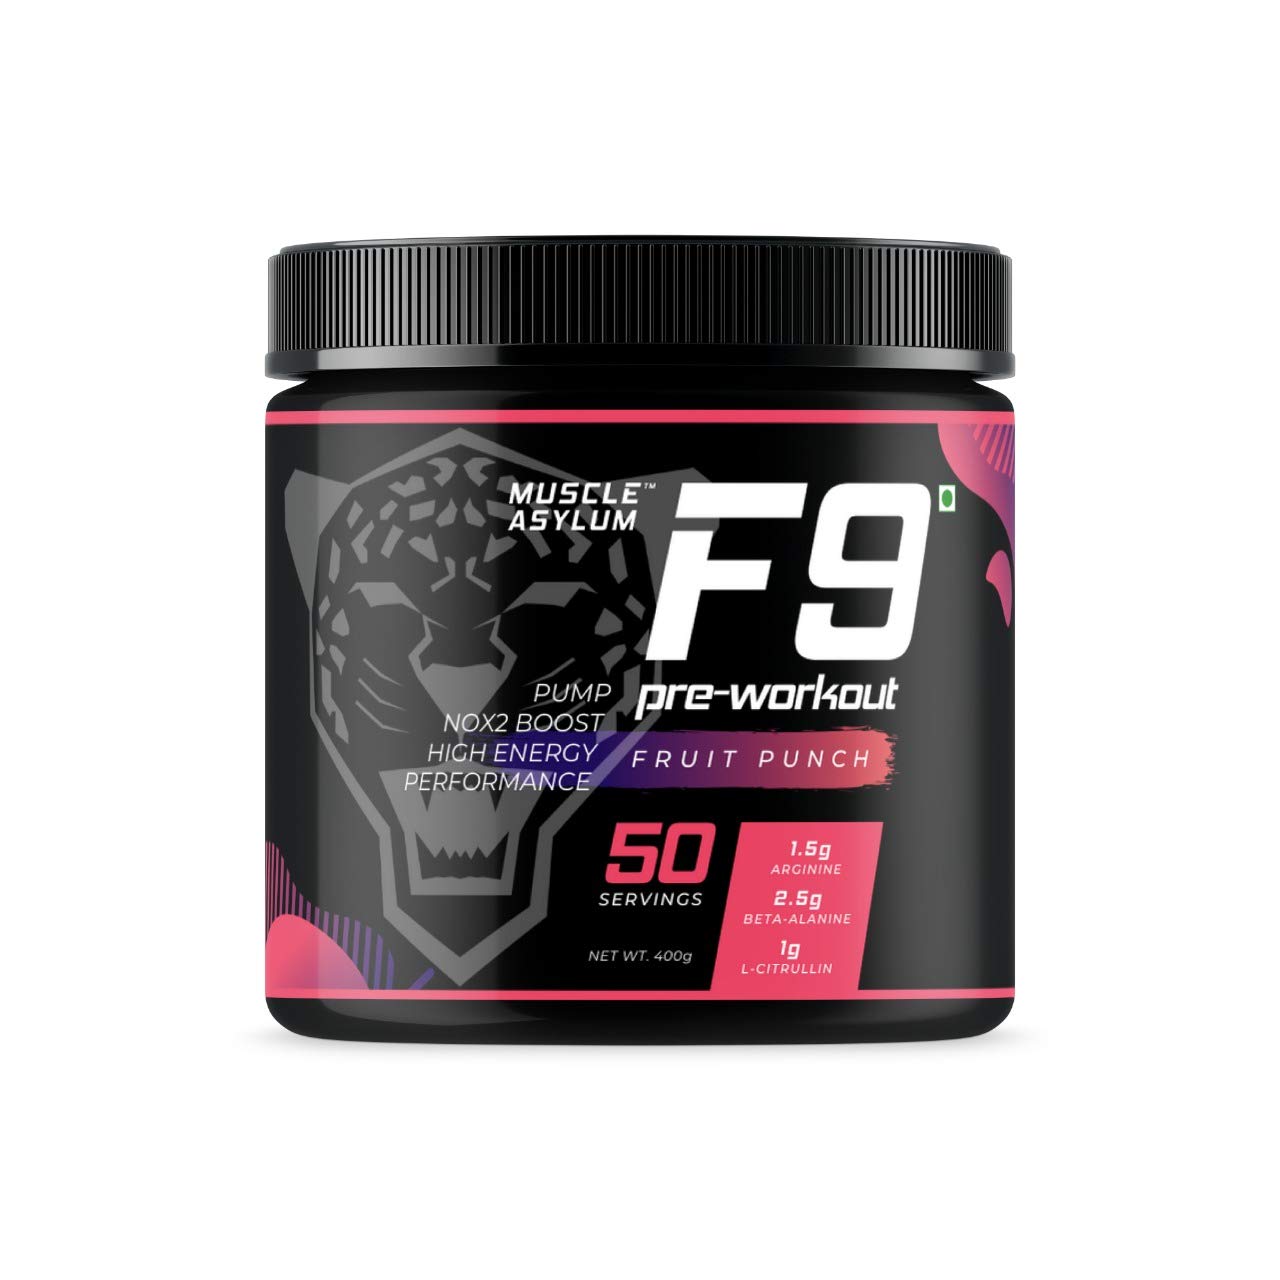 MUSCLE™
ASYLUM
F9
pre-workout
PUMP
NOX2 BOOST
HIGH ENERGY
PERFORMANCE
FRUIT PUNCH
50
SERVINGS
NET WT. 400g
1.5g
ARGININE
2.5g
BETA-ALANINE
1g
L-CITRULLIN